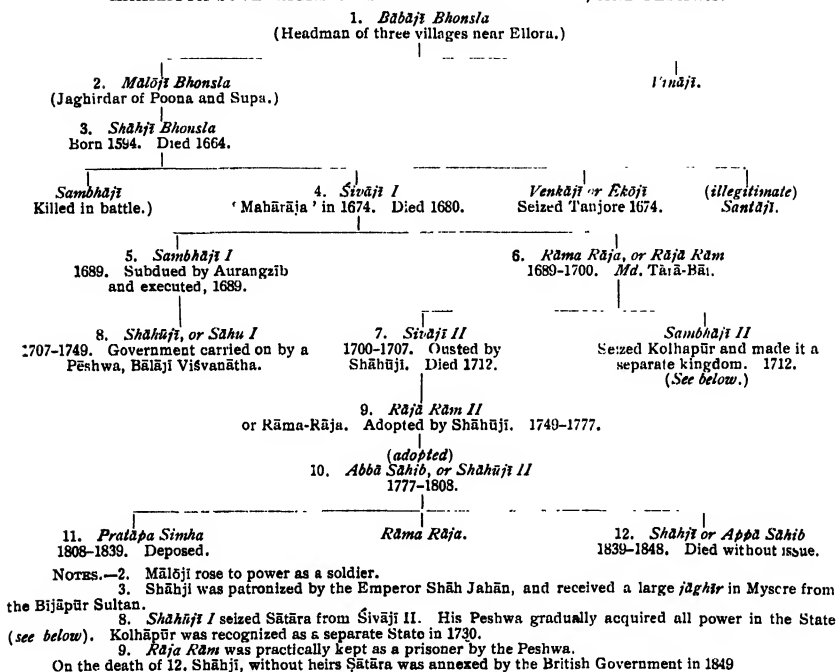 1. Bābājī Bhonsla
(Headman of three villages near Ellora.)
2. Mālōjī Bhonsla
(Jaghirdar of Poona and Supa.)
Vināji.
3. Shāhjī Bhonsla
Born 1594. Died 1664.
Sambhājī
Killed in battle.)
4. Śivājī I
‘ Mahārāja ’ in 1674. Died 1680.
Venkājī or Ēkōjī
Seized Tanjore 1674.
(illegitimate)
Santājī.
5. Sambhājī I
1689. Subdued by Aurangzīb
and executed, 1689.
6. Rāma Rāja, or Rājā Rām
1689-1700. Md. Tārā-Bāi.
8. Shāhūjī, or Sāhu I
1707-1749. Government carried on by a
Pēshwa, Bālājī Viśvanātha.
7. Sivājī II
1700-1707. Ousted by
Shāhūjī. Died 1712.
Sambhājī II
Seized Kolhapūr and made it a
separate kingdom. 1712.
(See below.)
9. Rājā Rām II
or Rāma-Rāja. Adopted by Shāhūjī. 1749-1777.
(adopted)
10. Abbā Sāhib, or Shāhūjī II
1777-1808.
11. Pratāpa Simha
1808-1839. Deposed.
Rāma Rāja.
12. Shāhjī or Appā Sāhib
1839-1848. Died without issue.
NOTES.—2. Mālōjī rose to power as a soldier.
3. Shāhjī was patronized by the Emperor Shāh Jahān, and received a large jāghīr in Mysore from
the Bījāpūr Sultan.
8. Shāhūjī I seized Sātāra from Śivājī II. His Peshwa gradually acquired all power in the State
(see below). Kolhāpūr was recognized as a separate State in 1730.
9. Rāja Rām was practically kept as a prisoner by the Peshwa.
On the death of 12. Shāhjī, without heirs Sātāra was annexed by the British Government in 1849